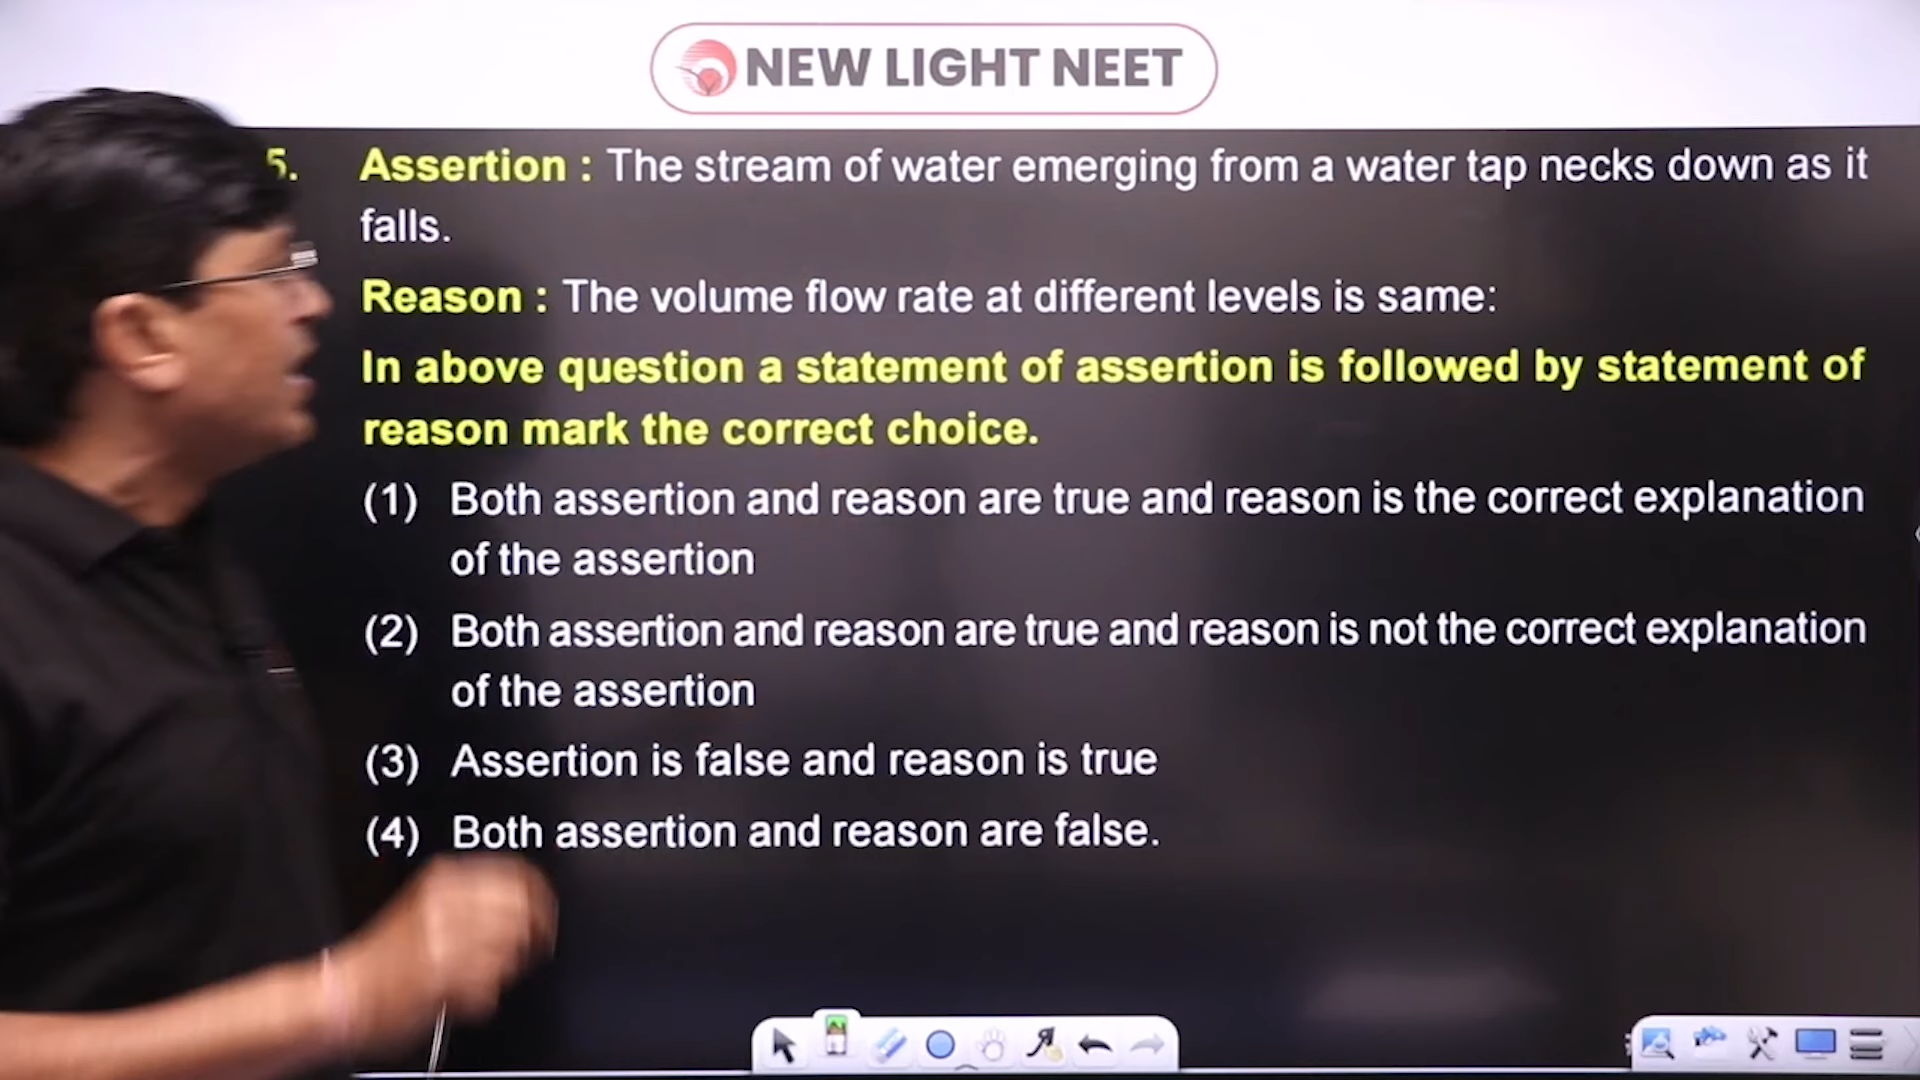 NEW LIGHT NEET
5. Assertion : The stream of water emerging from a water tap necks down as it
falls.
Reason : The volume flow rate at different levels is same:
In above question a statement of assertion is followed by statement of
reason mark the correct choice.
(1) Both assertion and reason are true and reason is the correct explanation
of the assertion
(2) Both assertion and reason are true and reason is not the correct explanation
of the assertion
(3) Assertion is false and reason is true
(4) Both assertion and reason are false.